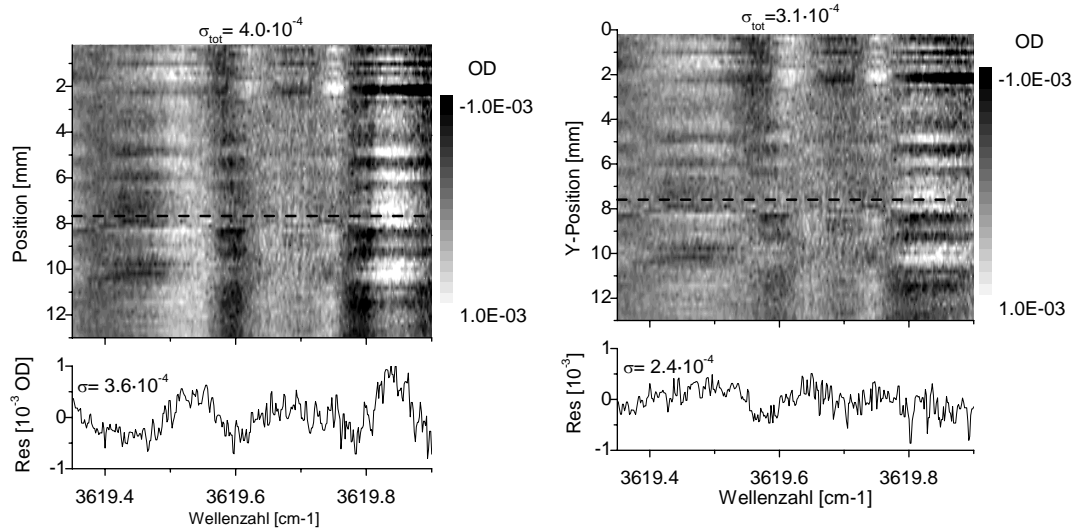 σtot = 4.0·10-4
OD
-1.0E-03
1.0E-03
Position [mm]
2
4
6
8
10
12
σ= 3.6·10-4
Res [10-3 OD]
1
0
-1
3619.4 3619.6 3619.8
Wellenzahl [cm-1]
σtot =3.1·10-4
OD
-1.0E-03
1.0E-03
Y-Position [mm]
0
2
4
6
8
10
12
σ= 2.4·10-4
Res [10-3]
1
0
-1
3619.4 3619.6 3619.8
Wellenzahl [cm-1]